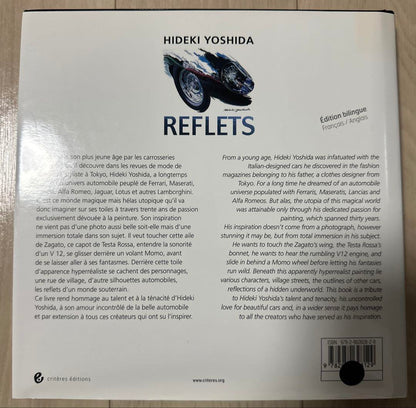 HIDEKI YOSHIDA
REFLETS
Édition bilingue
Français / Anglais
son plus jeune âge par les carrosseries
découvre dans les revues de mode de
à Tokyo, Hideki Yoshida, a longtemps
univers automobile peuplé de Ferrari, Maserati,
Alfa Romeo, Jaguar, Lotus et autres Lamborghini.
est ce monde magique mais hélas utopique qu'il va
donc imaginer sur ses toiles à travers trente ans de passion
exclusivement dévouée à la peinture. Son inspiration
ne vient pas d'une photo aussi belle soit-elle mais d'une
immersion totale dans son sujet. Il veut toucher cette aile
de Zagato, ce capot de Testa Rossa, entendre la sonorité
d'un V 12, se glisser derrière un volant Momo, avant
de se laisser aller à ses fantasmes. Derrière cette toile
d'apparence hyperréaliste se cachent des personnages,
une rue de village, d'autre silhouettes automobiles,
les reflets d'un monde souterrain.
Ce livre rend hommage au talent et à la ténacité d'Hideki
Yoshida, à son amour incontrôlé de la belle automobile
et par extension à tous ces créateurs qui ont su l'inspirer.
From a young age, Hideki Yoshida was infatuated with the
Italian-designed cars he discovered in the fashion
magazines belonging to his father, a clothes designer from
Tokyo. For a long time he dreamed of an automobile
universe populated with Ferraris, Maseratis, Lancias and
Alfa Romeos. But alas, the utopia of this magical world
was attainable only through his dedicated passion for
painting, which spanned thirty years.
His inspiration doesn't come from a photograph, however
stunning it may be, but from total immersion in his subject.
He wants to touch the Zagato's wing, the Testa Rossa's
bonnet, he wants to hear the rumbling V12 engine, and
slide in behind a Momo wheel before letting his fantasies
run wild. Beneath this apparently hyperrealist painting lie
various characters, village streets, the outlines of other cars,
reflections of a hidden underworld. This book is a tribute
to Hideki Yoshida's talent and tenacity, his uncontrolled
love for beautiful cars and, in a wider sense it pays homage
to all the creators who have served as his inspiration.
critères éditions
www.criteres.org